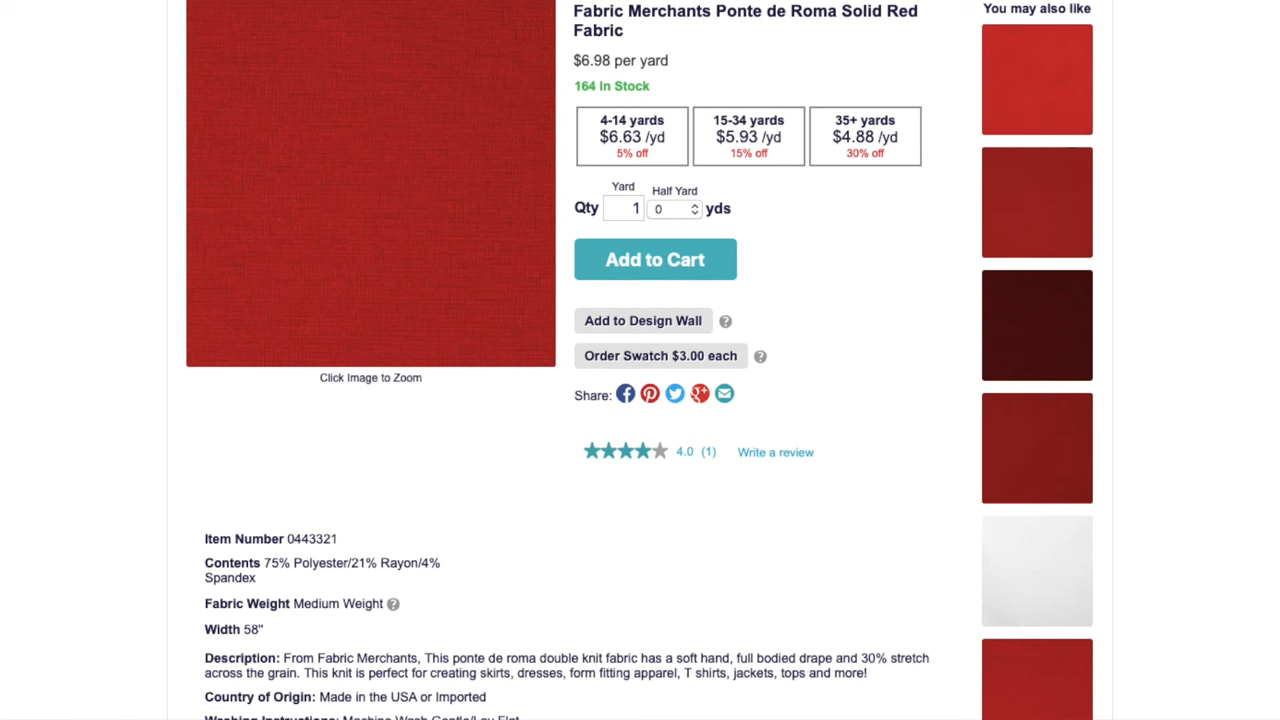 Fabric Merchants Ponte de Roma Solid Red
Fabric
$6.98 per yard
164 In Stock
4-14 yards
$6.63 /yd
5% off
15-34 yards
$5.93 /yd
15% off
35+ yards
$4.88 /yd
30% off
Yard
Half Yard
Qty 1 0 yds
Add to Cart
Add to Design Wall ?
Order Swatch $3.00 each ?
Share:
4.0 (1) Write a review
Click Image to Zoom
Item Number 0443321
Contents 75% Polyester/21% Rayon/4%
Spandex
Fabric Weight Medium Weight ?
Width 58"
Description: From Fabric Merchants, This ponte de roma double knit fabric has a soft hand, full bodied drape and 30% stretch
across the grain. This knit is perfect for creating skirts, dresses, form fitting apparel, T shirts, jackets, tops and more!
Country of Origin: Made in the USA or Imported
Washing Instructions: Machine Wash Gentle/Lay Flat
You may also like